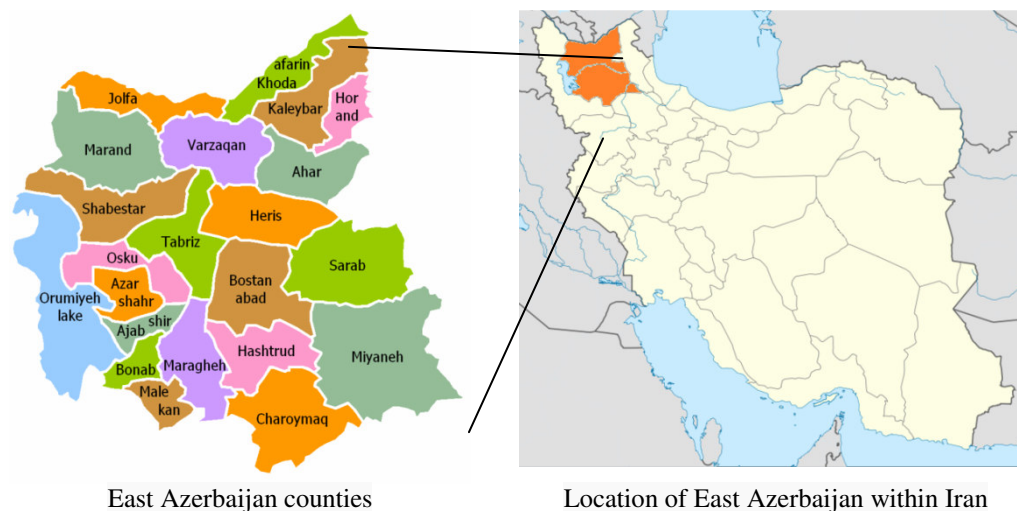 afarin
Khoda
Jolfa
Kaleybar
Hor
and
Marand
Varzaqan
Ahar
Shabestar
Heris
Tabriz
Osku
Sarab
Azar
shahr
Bostan
abad
Orumiyeh
lake
Ajab shir
Hashtrud
Miyaneh
Bonab
Maragheh
Male
kan
Charoymaq
East Azerbaijan counties
Location of East Azerbaijan within Iran